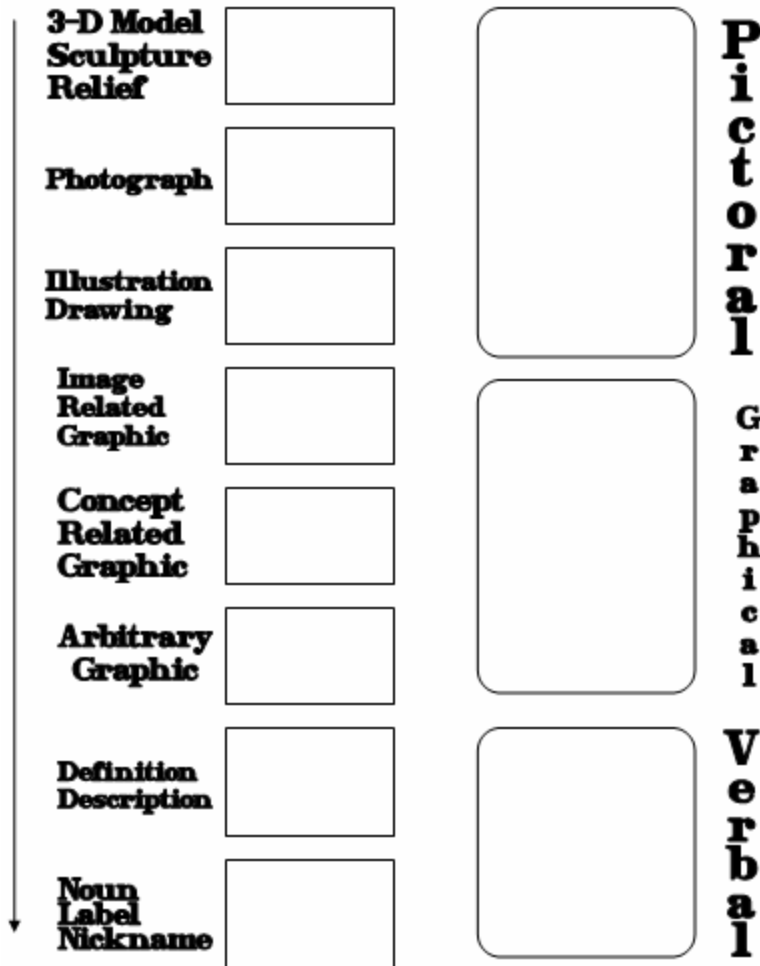 3-D Model
Sculpture
Relief
Photograph
Illustration
Drawing
Image
Related
Graphic
Concept
Related
Graphic
Arbitrary
Graphic
Definition
Description
Noun
Label
Nickname
Pictoral
Graphical
Verbal